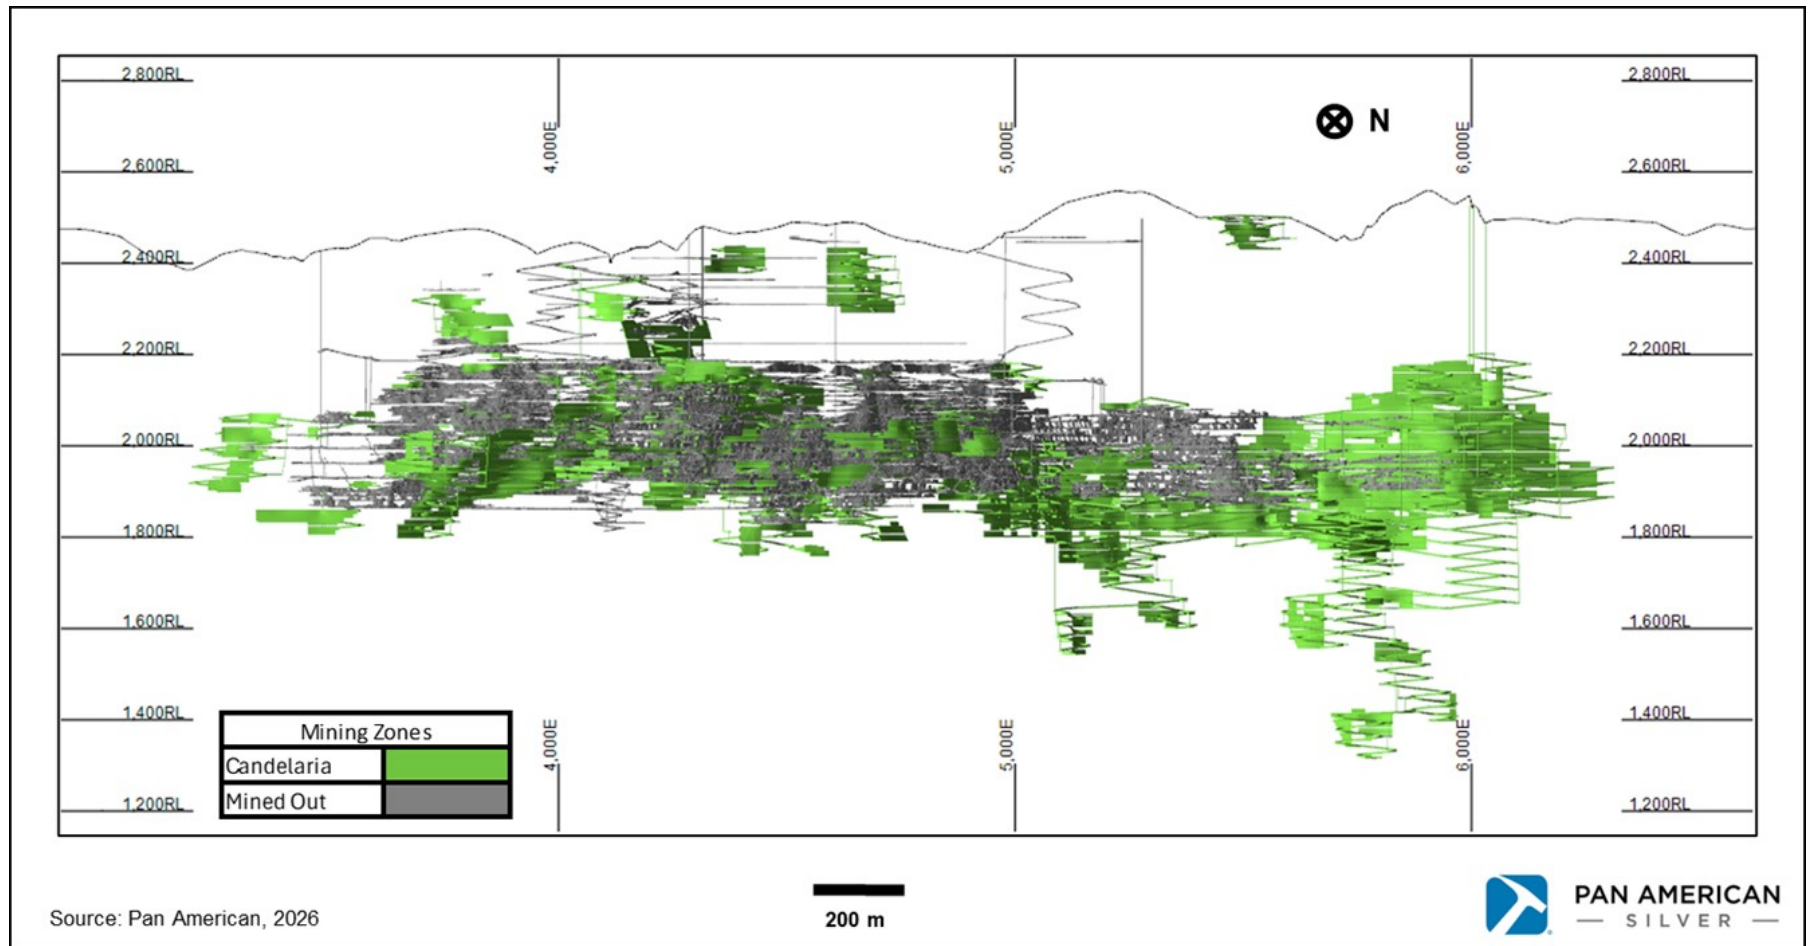 2,800RL
2,800RL
N
4,000E
5,000E
6,000E
2,600RL
2,600RL
2,400RL
2,400RL
2,200RL
2,200RL
2,000RL
2,000RL
1,800RL
1,800RL
1,600RL
1,600RL
1,400RL
1,400RL
Mining Zones
Candelaria
Mined Out
4,000E
5,000E
6,000E
1,200RL
1,200RL
Source: Pan American, 2026
200 m
PAN AMERICAN
— SILVER —